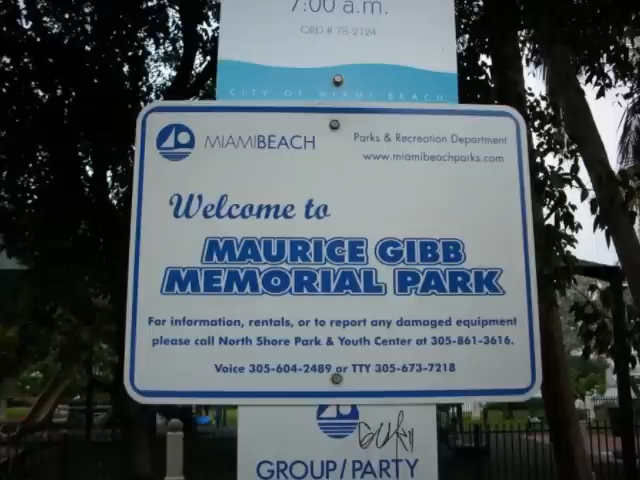 7:00 a.m.
ORD # 78-2124
CITY OF MIAMI BEACH
MIAMIBEACH
Parks & Recreation Department
www.miamibeachparks.com
Welcome to
MAURICE GIBB
MEMORIAL PARK
For information, rentals, or to report any damaged equipment
please call North Shore Park & Youth Center at 305-861-3616.
Voice 305-604-2489 or TTY 305-673-7218
GROUP/PARTY